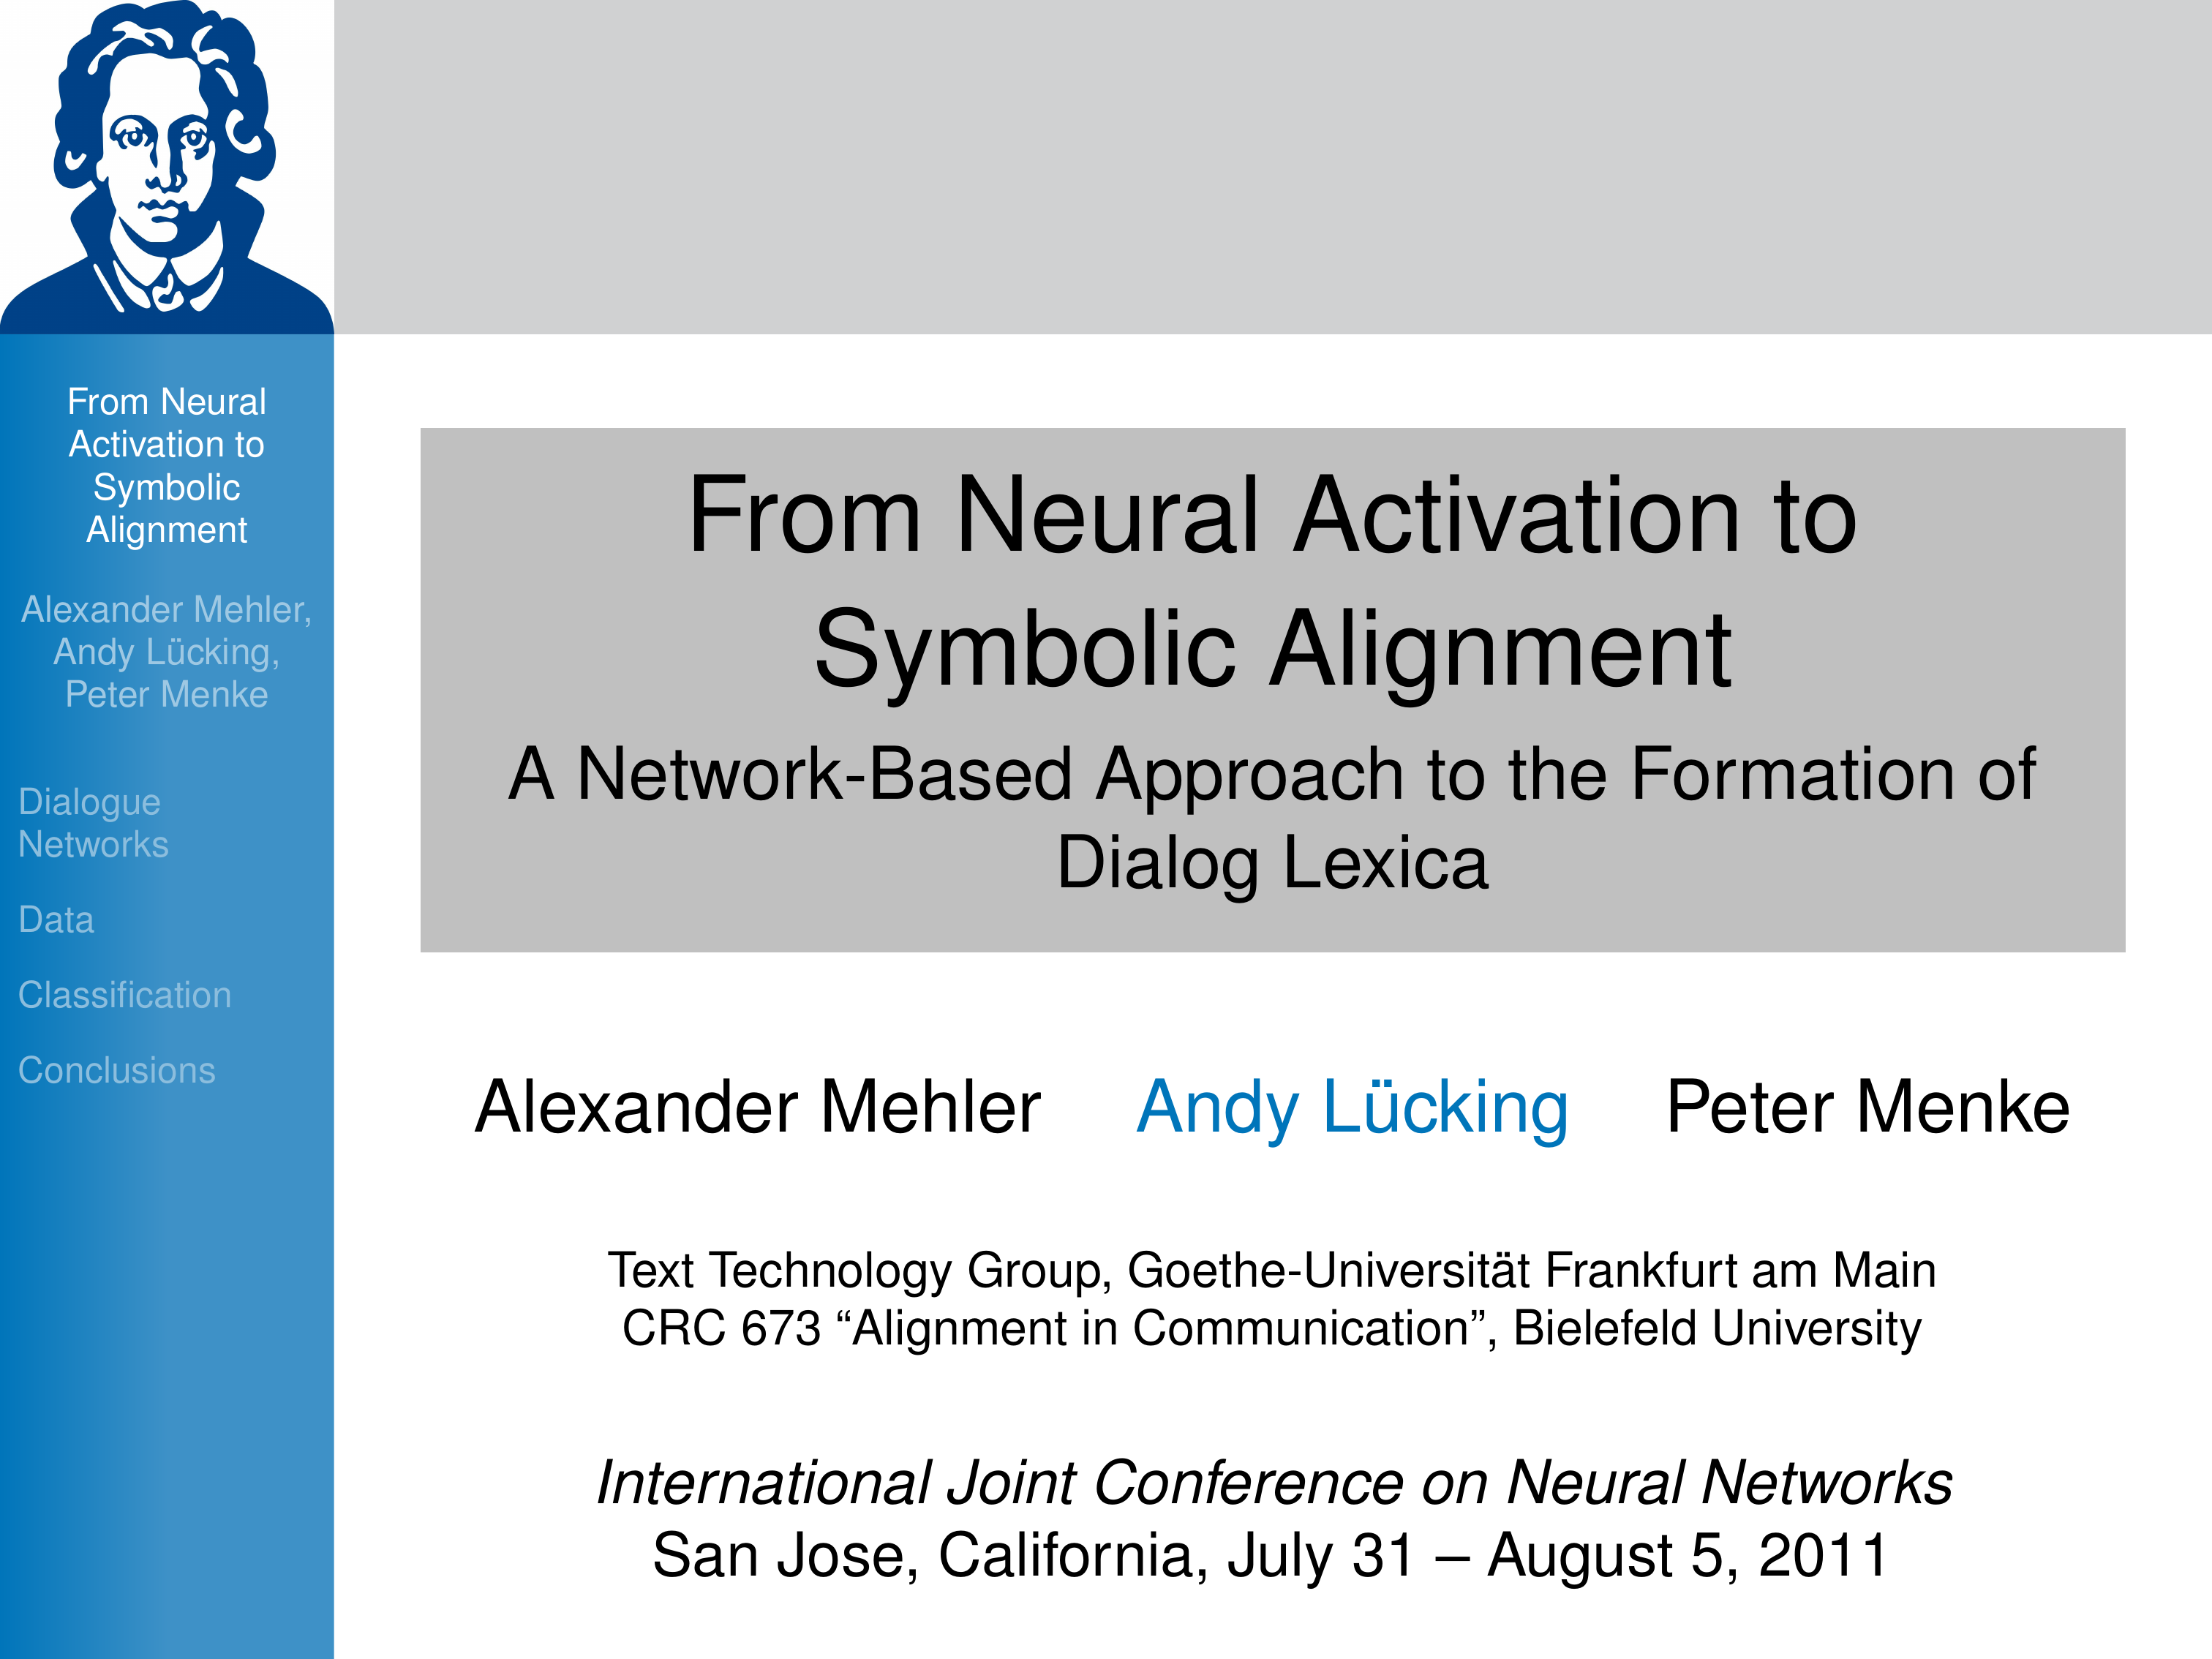 From Neural
Activation to
Symbolic
Alignment
Alexander Mehler,
Andy Lücking,
Peter Menke
Dialogue
Networks
Data
Classification
Conclusions
From Neural Activation to
Symbolic Alignment
A Network-Based Approach to the Formation of
Dialog Lexica
Alexander Mehler Andy Lücking Peter Menke
Text Technology Group, Goethe-Universität Frankfurt am Main
CRC 673 “Alignment in Communication”, Bielefeld University
International Joint Conference on Neural Networks
San Jose, California, July 31 – August 5, 2011